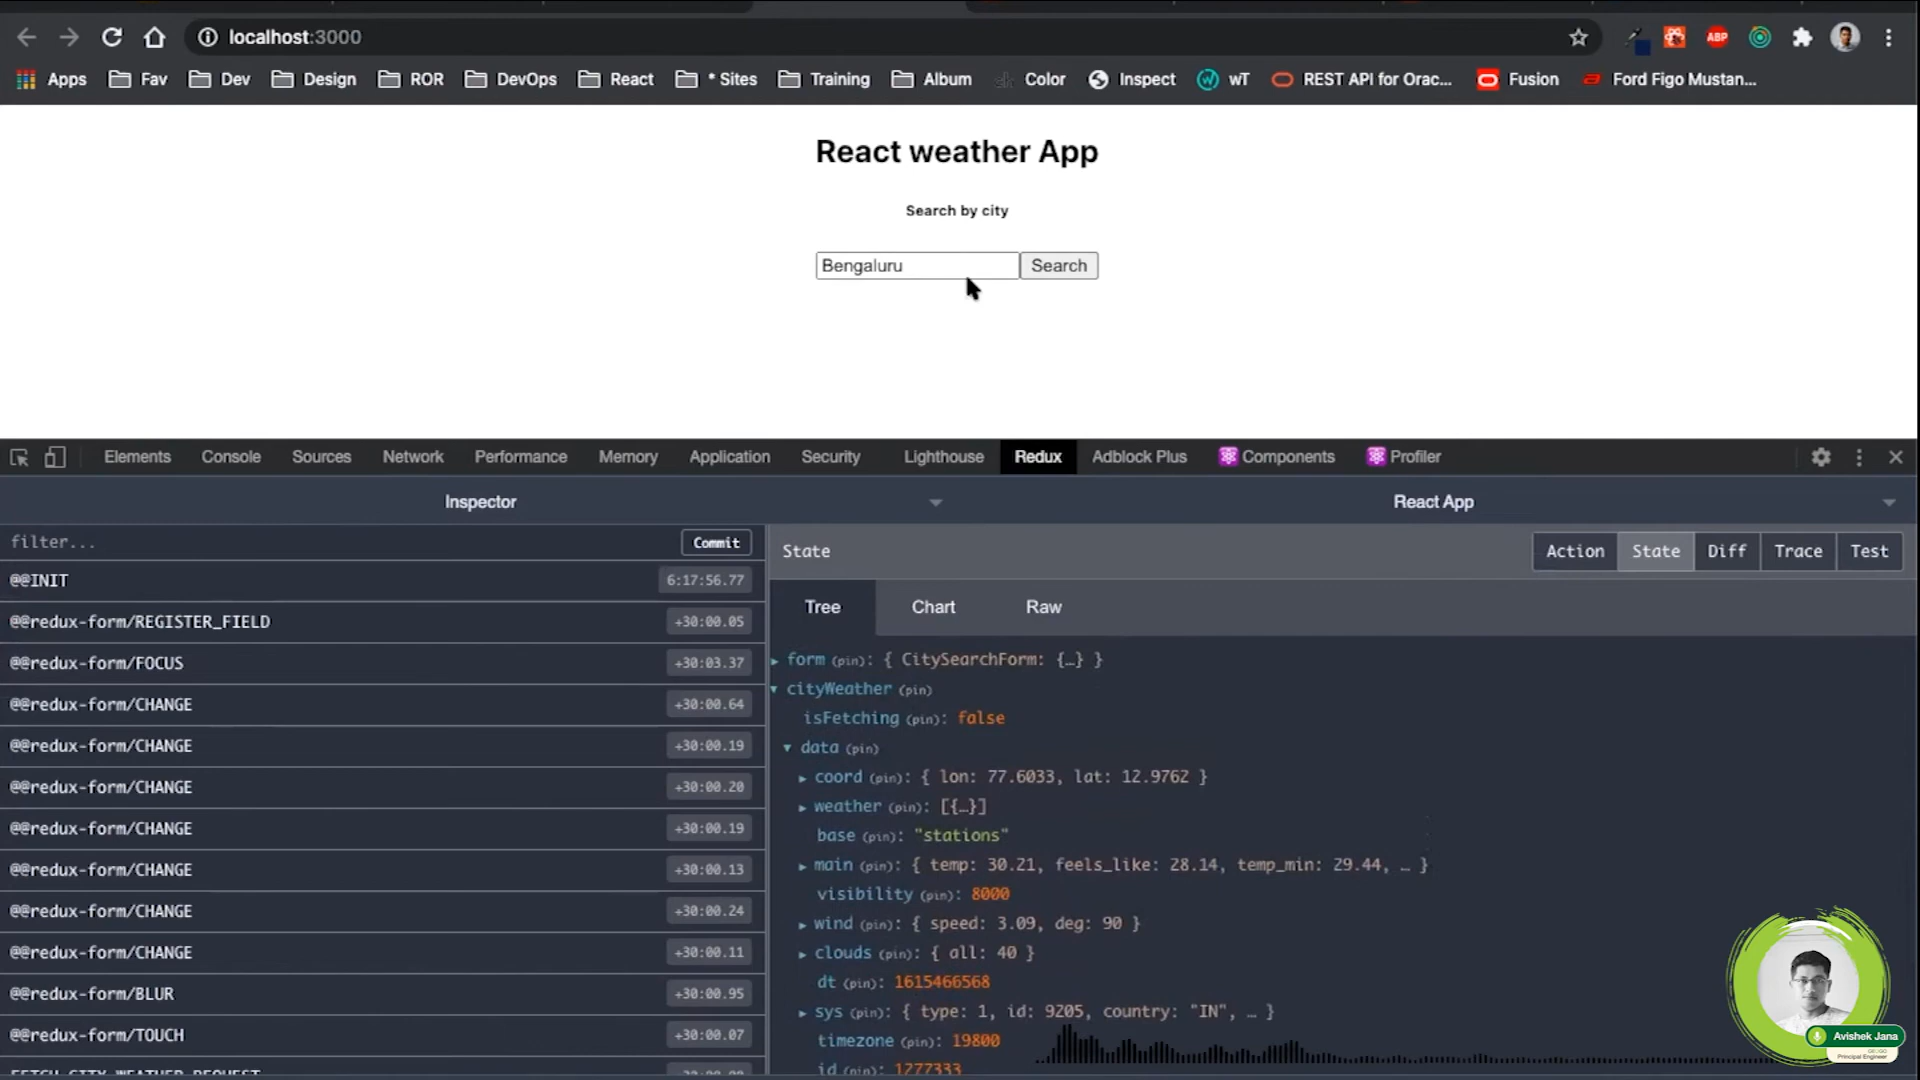 localhost:3000
ABP
Apps Fav Dev Design ROR DevOps React * Sites Training Album Color Inspect wT REST API for Orac... Fusion Ford Figo Mustan...
React weather App
Search by city
Bengaluru Search
Elements Console Sources Network Performance Memory Application Security Lighthouse Redux Adblock Plus Components Profiler
Inspector React App
filter... Commit
State Action State Diff Trace Test
@@INIT 6:17:56.77
Tree Chart Raw
@@redux-form/REGISTER_FIELD +30:00.05
@@redux-form/FOCUS +30:03.37
@@redux-form/CHANGE +30:00.64
@@redux-form/CHANGE +30:00.19
@@redux-form/CHANGE +30:00.20
@@redux-form/CHANGE +30:00.19
@@redux-form/CHANGE +30:00.13
@@redux-form/CHANGE +30:00.24
@@redux-form/CHANGE +30:00.11
@@redux-form/BLUR +30:00.95
@@redux-form/TOUCH +30:00.07
FETCH_CITY_WEATHER_REQUEST
form (pin): { CitySearchForm: {…} }
cityWeather (pin)
isFetching (pin): false
data (pin)
coord (pin): { lon: 77.6033, lat: 12.9762 }
weather (pin): [{…}]
base (pin): "stations"
main (pin): { temp: 30.21, feels_like: 28.14, temp_min: 29.44, … }
visibility (pin): 8000
wind (pin): { speed: 3.09, deg: 90 }
clouds (pin): { all: 40 }
dt (pin): 1615466568
sys (pin): { type: 1, id: 9205, country: "IN", … }
timezone (pin): 19800
id (pin): 1277333
Avishek Jana
Principal Engineer